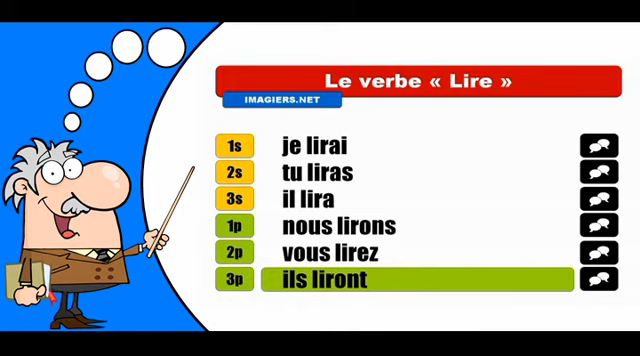 Le verbe « Lire »
IMAGIERS.NET
1s je lirai
2s tu liras
3s il lira
1p nous lirons
2p vous lirez
3p ils liront